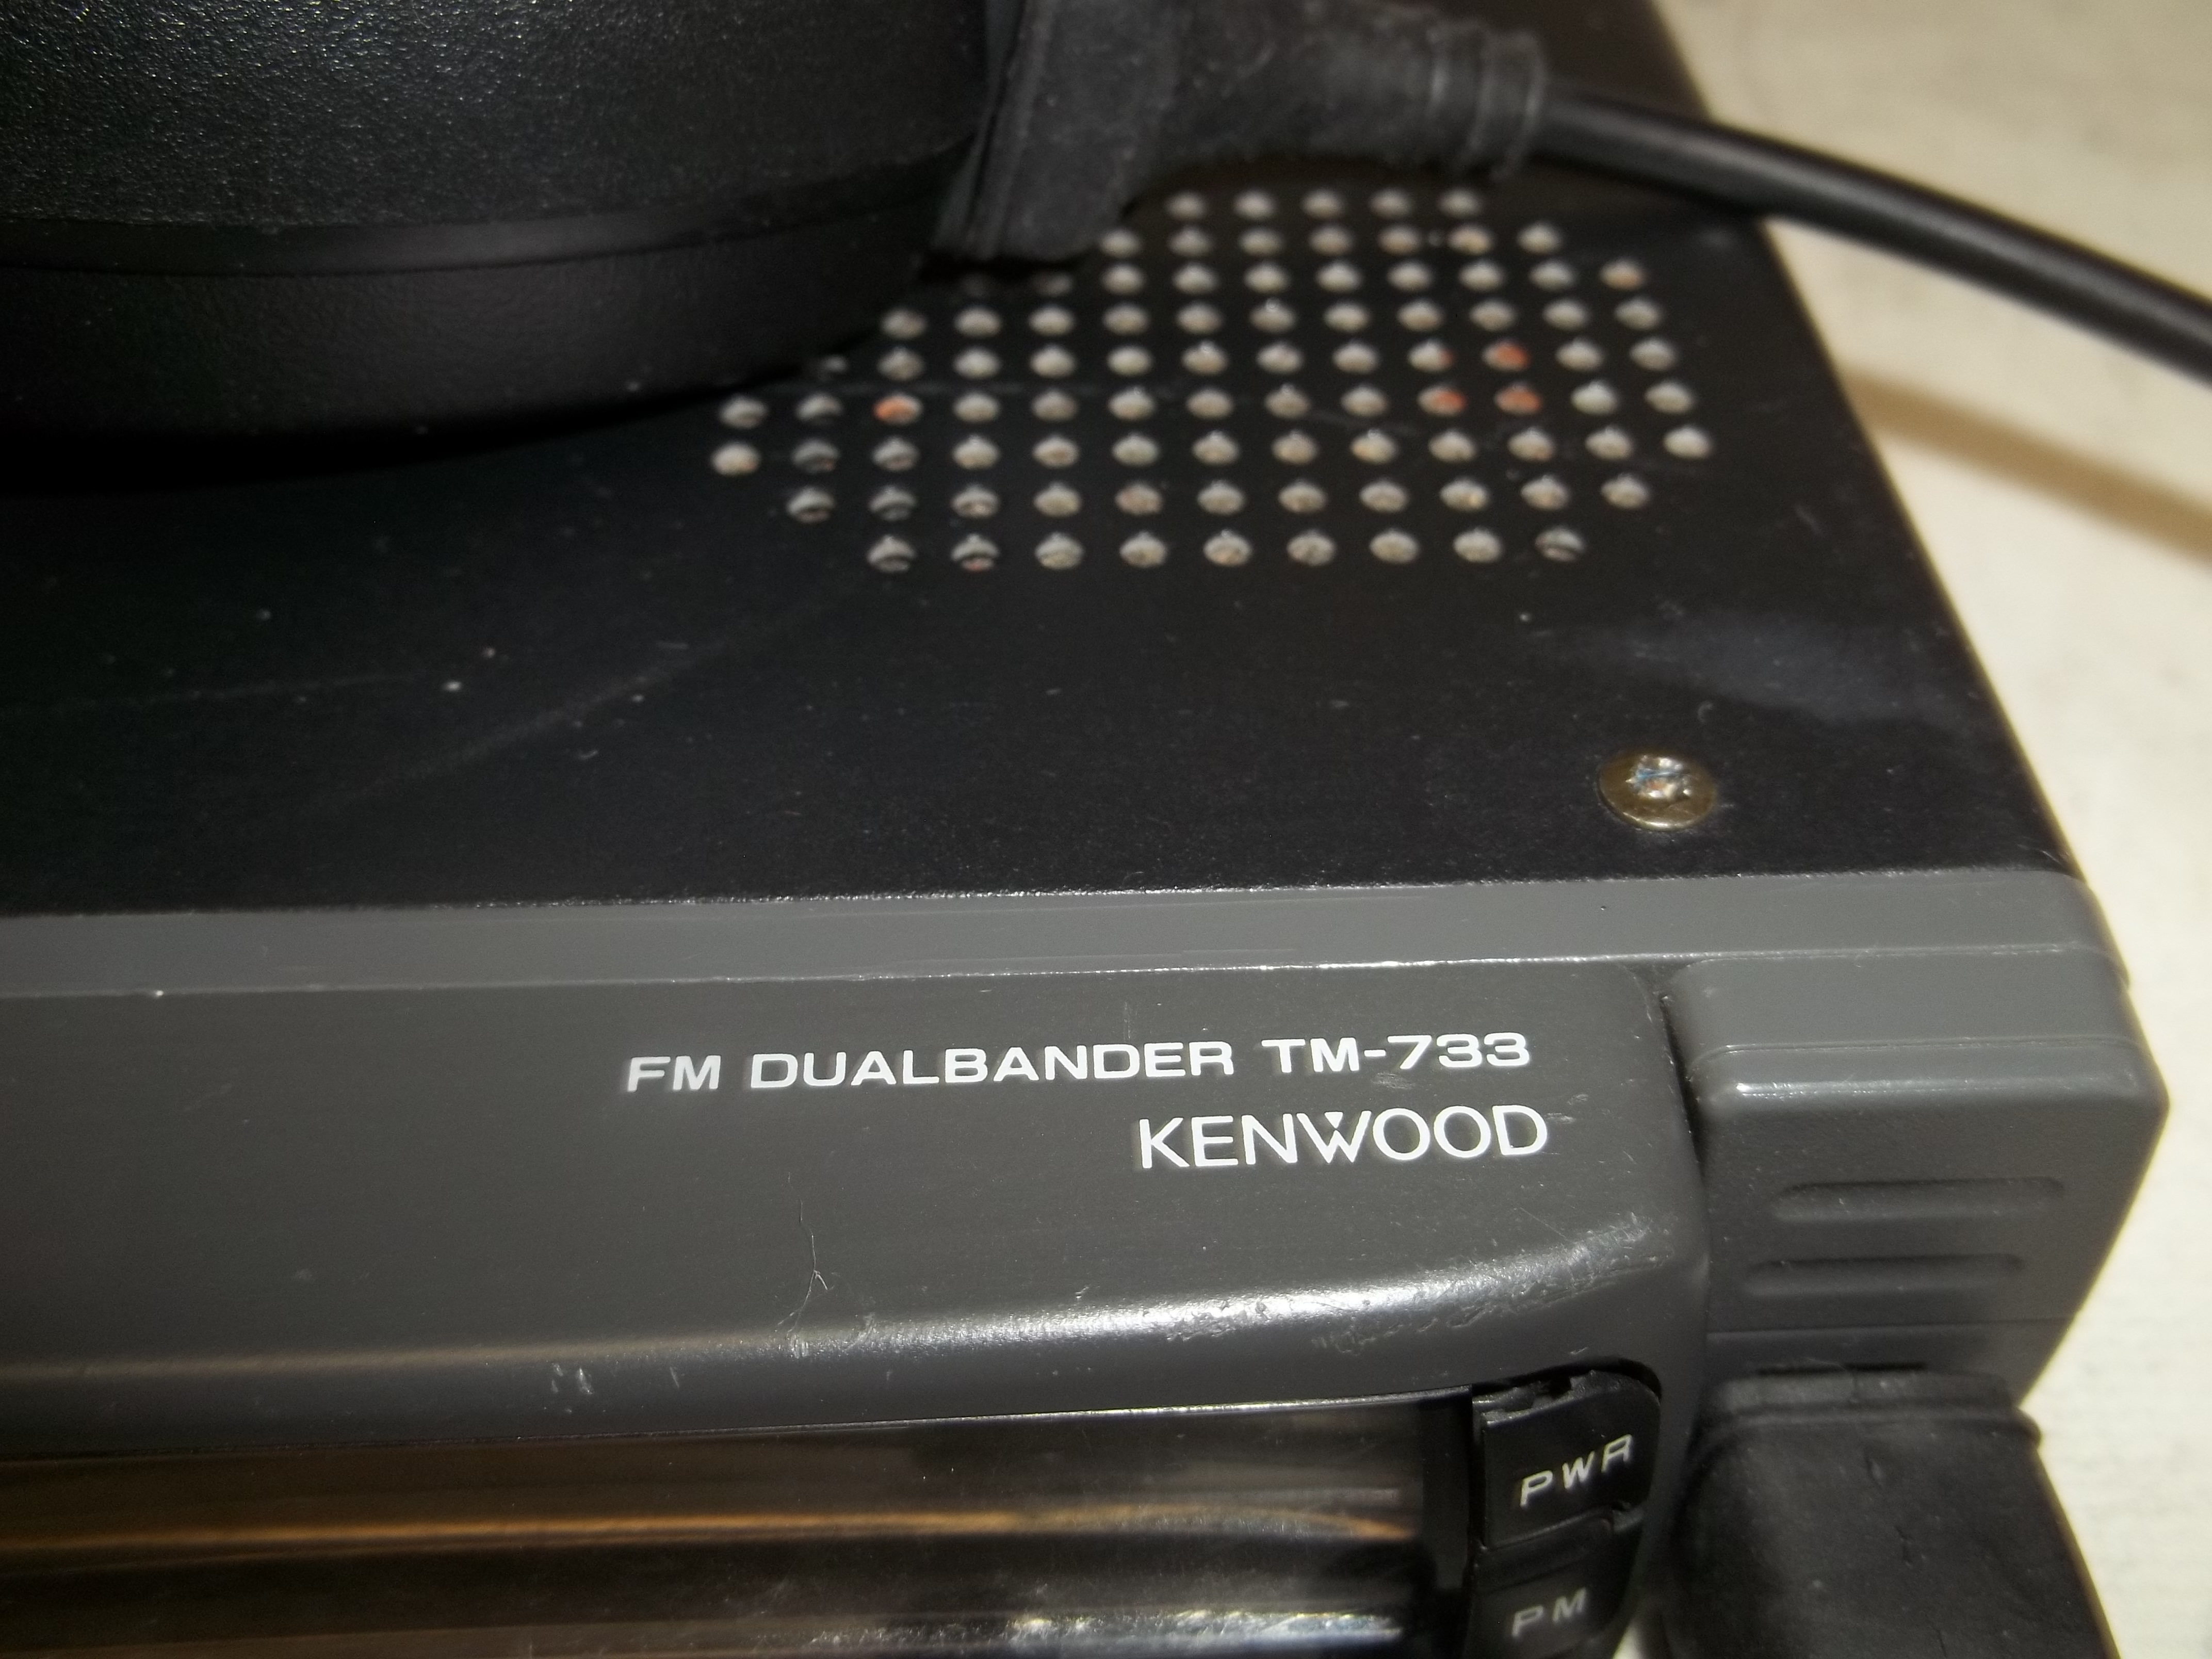 FM DUALBANDER TM-733
KENWOOD
PWR
PM